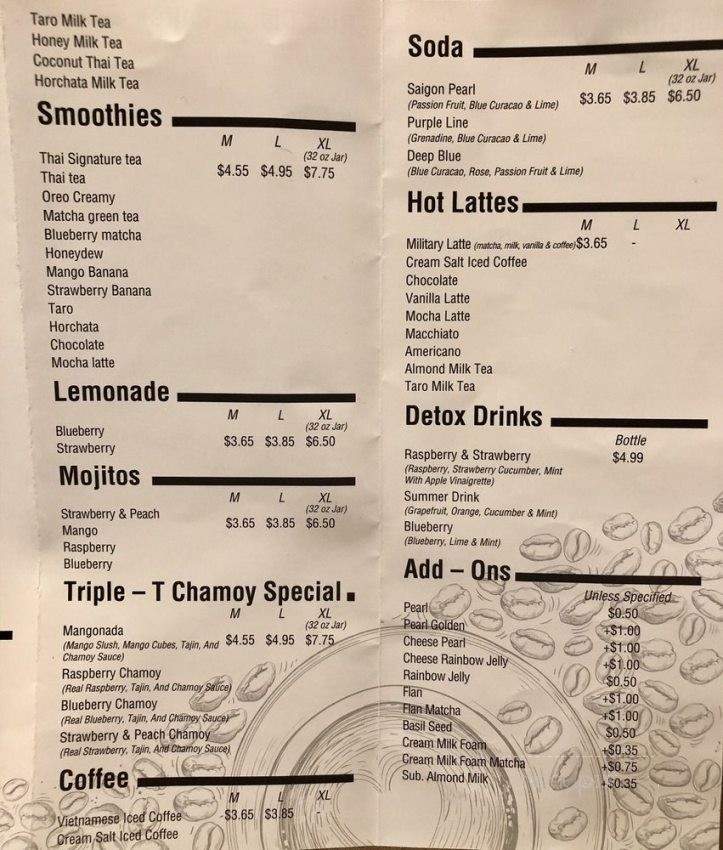 Taro Milk Tea
Honey Milk Tea
Coconut Thai Tea
Horchata Milk Tea
Smoothies
M L XL
(32 oz Jar)
Thai Signature tea
Thai tea $4.55 $4.95 $7.75
Oreo Creamy
Matcha green tea
Blueberry matcha
Honeydew
Mango Banana
Strawberry Banana
Taro
Horchata
Chocolate
Mocha latte
Lemonade
M L XL
(32 oz Jar)
Blueberry
Strawberry $3.65 $3.85 $6.50
Mojitos
M L XL
(32 oz Jar)
Strawberry & Peach
Mango $3.65 $3.85 $6.50
Raspberry
Blueberry
Triple – T Chamoy Special
M L XL
(32 oz Jar)
Mangonada $4.55 $4.95 $7.75
(Mango Slush, Mango Cubes, Tajin, And
Chamoy Sauce)
Raspberry Chamoy
(Real Raspberry, Tajin, And Chamoy Sauce)
Blueberry Chamoy
(Real Blueberry, Tajin, And Chamoy Sauce)
Strawberry & Peach Chamoy
(Real Strawberry, Tajin, And Chamoy Sauce)
Coffee
M L XL
Vietnamese Iced Coffee $3.65 $3.85 -
Cream Salt Iced Coffee
Soda
M L XL
(32 oz Jar)
Saigon Pearl $3.65 $3.85 $6.50
(Passion Fruit, Blue Curacao & Lime)
Purple Line
(Grenadine, Blue Curacao & Lime)
Deep Blue
(Blue Curacao, Rose, Passion Fruit & Lime)
Hot Lattes
M L XL
Military Latte (matcha, milk, vanilla & coffee) $3.65 -
Cream Salt Iced Coffee
Chocolate
Vanilla Latte
Mocha Latte
Macchiato
Americano
Almond Milk Tea
Taro Milk Tea
Detox Drinks
Bottle
Raspberry & Strawberry $4.99
(Raspberry, Strawberry Cucumber, Mint
With Apple Vinaigrette)
Summer Drink
(Grapefruit, Orange, Cucumber & Mint)
Blueberry
(Blueberry, Lime & Mint)
Add – Ons
Unless Specified
Pearl $0.50
Pearl Golden +$1.00
Cheese Pearl +$1.00
Cheese Rainbow Jelly +$1.00
Rainbow Jelly $0.50
Flan +$1.00
Flan Matcha +$1.00
Basil Seed $0.50
Cream Milk Foam +$0.35
Cream Milk Foam Matcha +$0.75
Sub. Almond Milk +$0.35